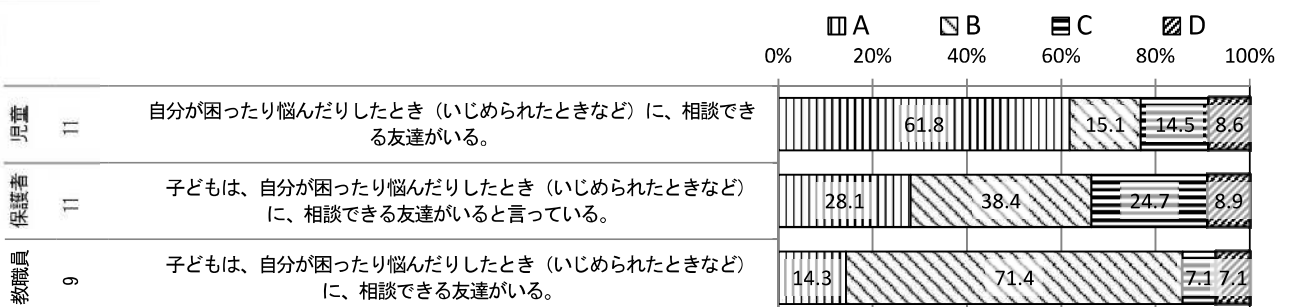 A B C D
0% 20% 40% 60% 80% 100%
児童 11 自分が困ったり悩んだりしたとき（いじめられたときなど）に、相談でき
る友達がいる。
61.8 15.1 14.5 8.6
保護者 11 子どもは、自分が困ったり悩んだりしたとき（いじめられたときなど）
に、相談できる友達がいると言っている。
28.1 38.4 24.7 8.9
教職員 9 子どもは、自分が困ったり悩んだりしたとき（いじめられたときなど）
に、相談できる友達がいる。
14.3 71.4 7.1 7.1